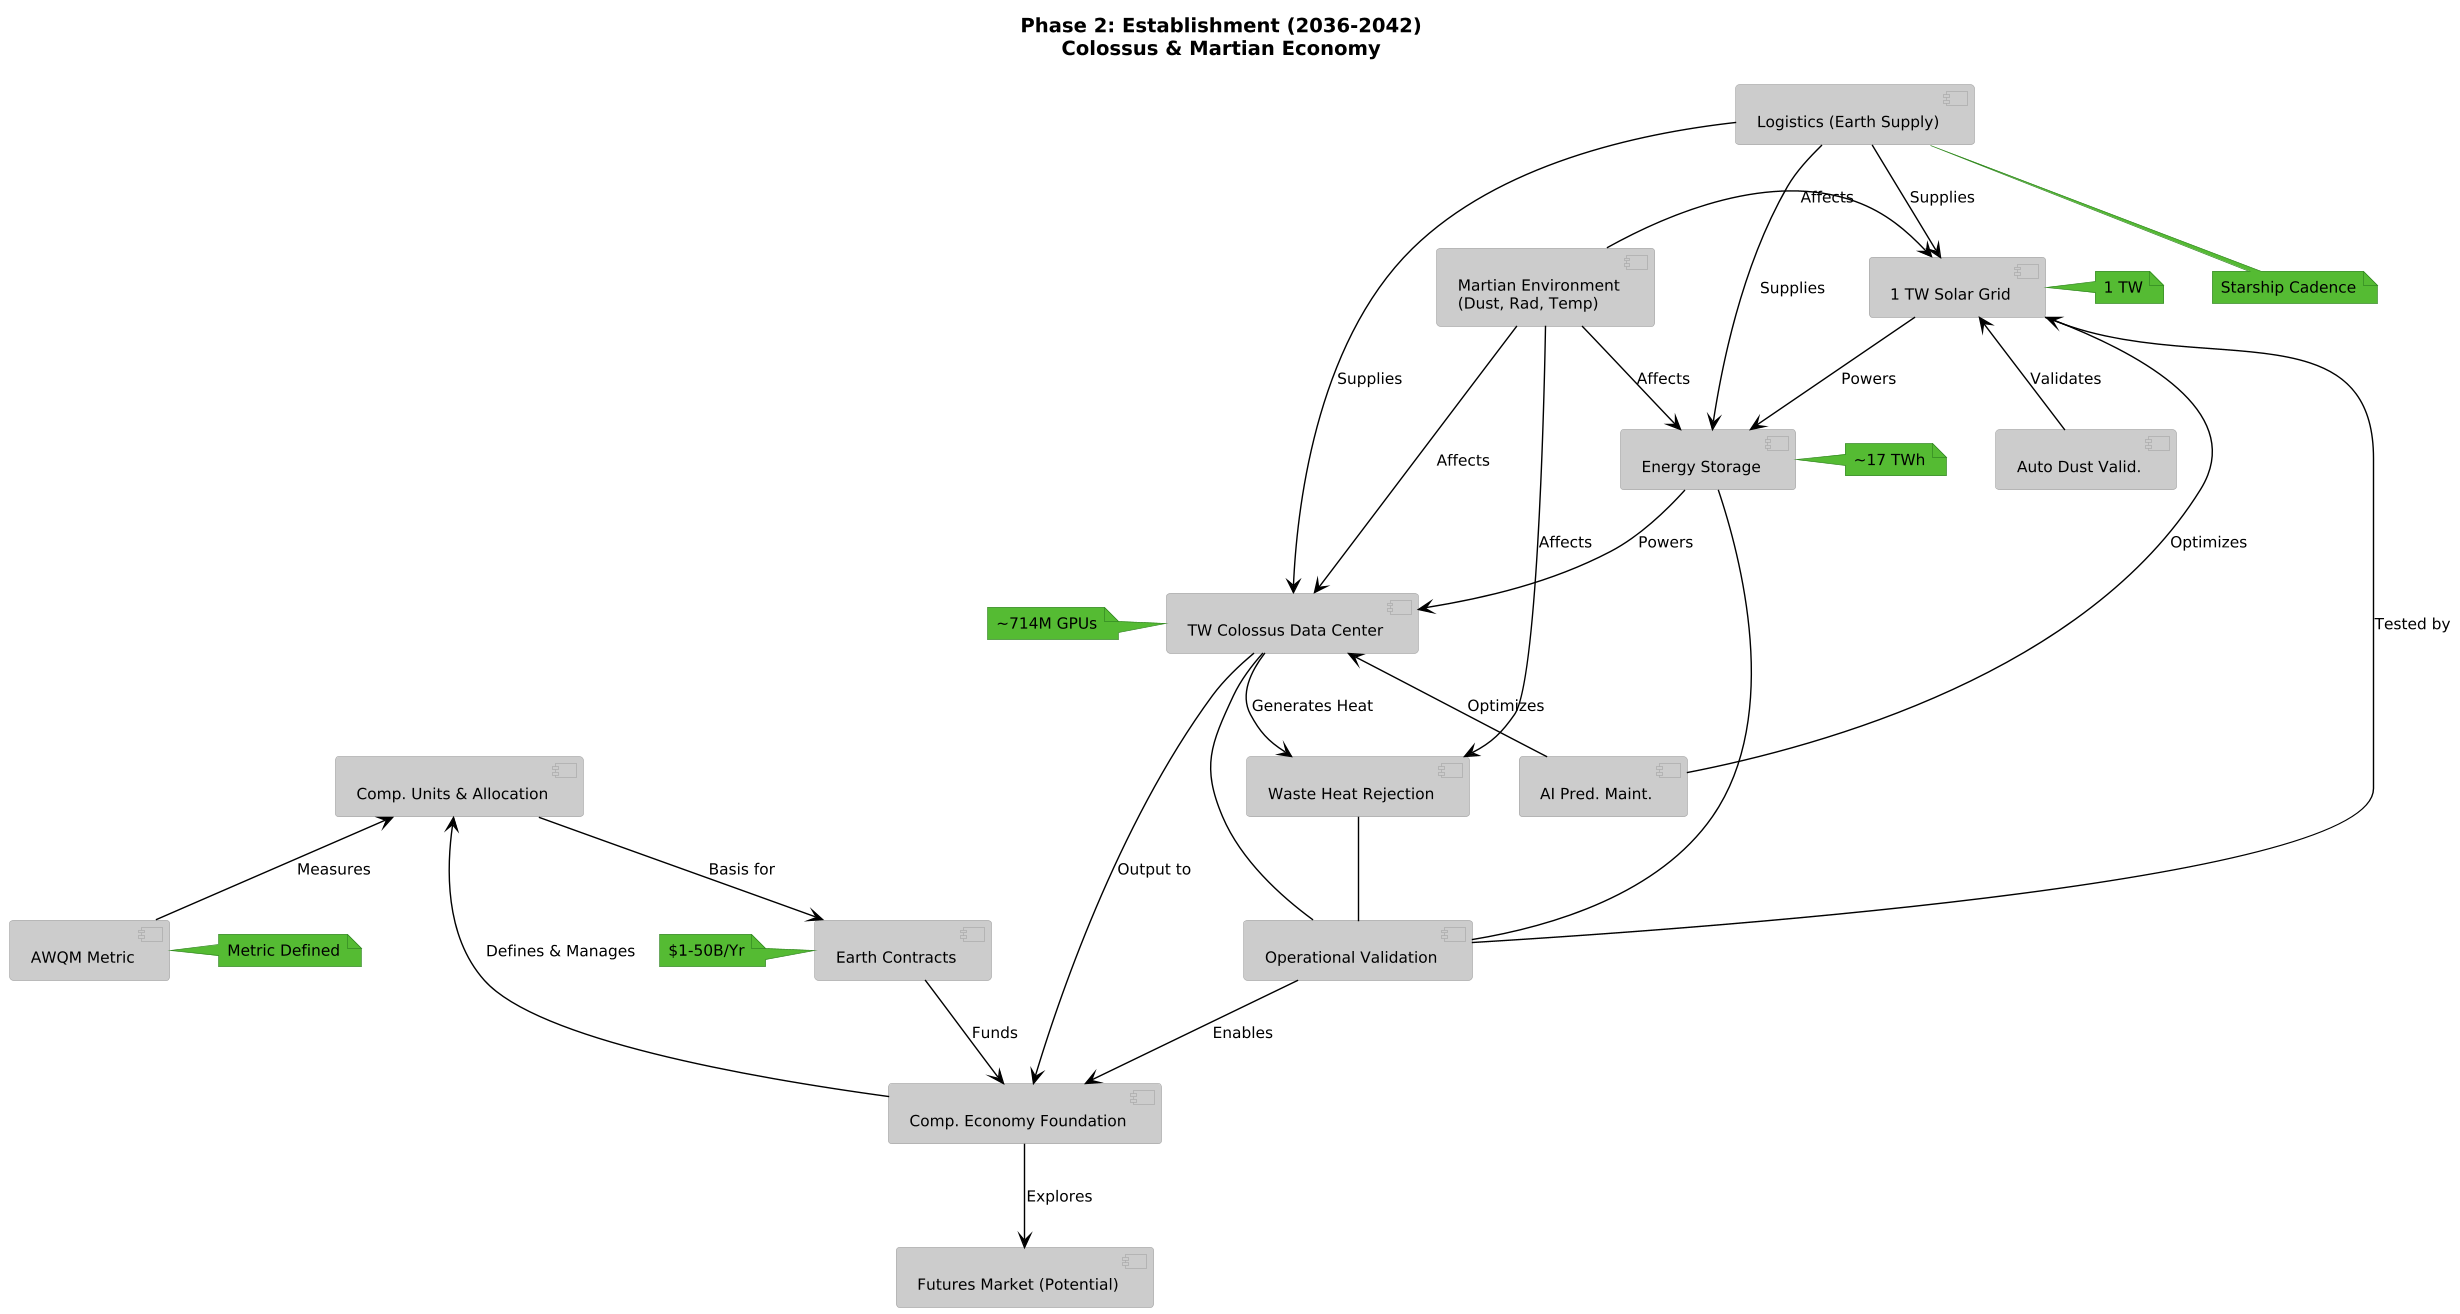 Phase 2: Establishment (2036-2042)
Colossus & Martian Economy
Logistics (Earth Supply)
Affects
Supplies
Martian Environment
(Dust, Rad, Temp)
Supplies
1 TW Solar Grid
1 TW
Starship Cadence
Supplies
Affects
Powers
Validates
Affects
Energy Storage
~17 TWh
Auto Dust Valid.
Affects
Powers
Optimizes
~714M GPUs
TW Colossus Data Center
Tested by
Generates Heat
Optimizes
Comp. Units & Allocation
Waste Heat Rejection
AI Pred. Maint.
Measures
Basis for
Output to
AWQM Metric
Metric Defined
Defines & Manages
$1-50B/Yr
Earth Contracts
Operational Validation
Funds
Enables
Comp. Economy Foundation
Explores
Futures Market (Potential)